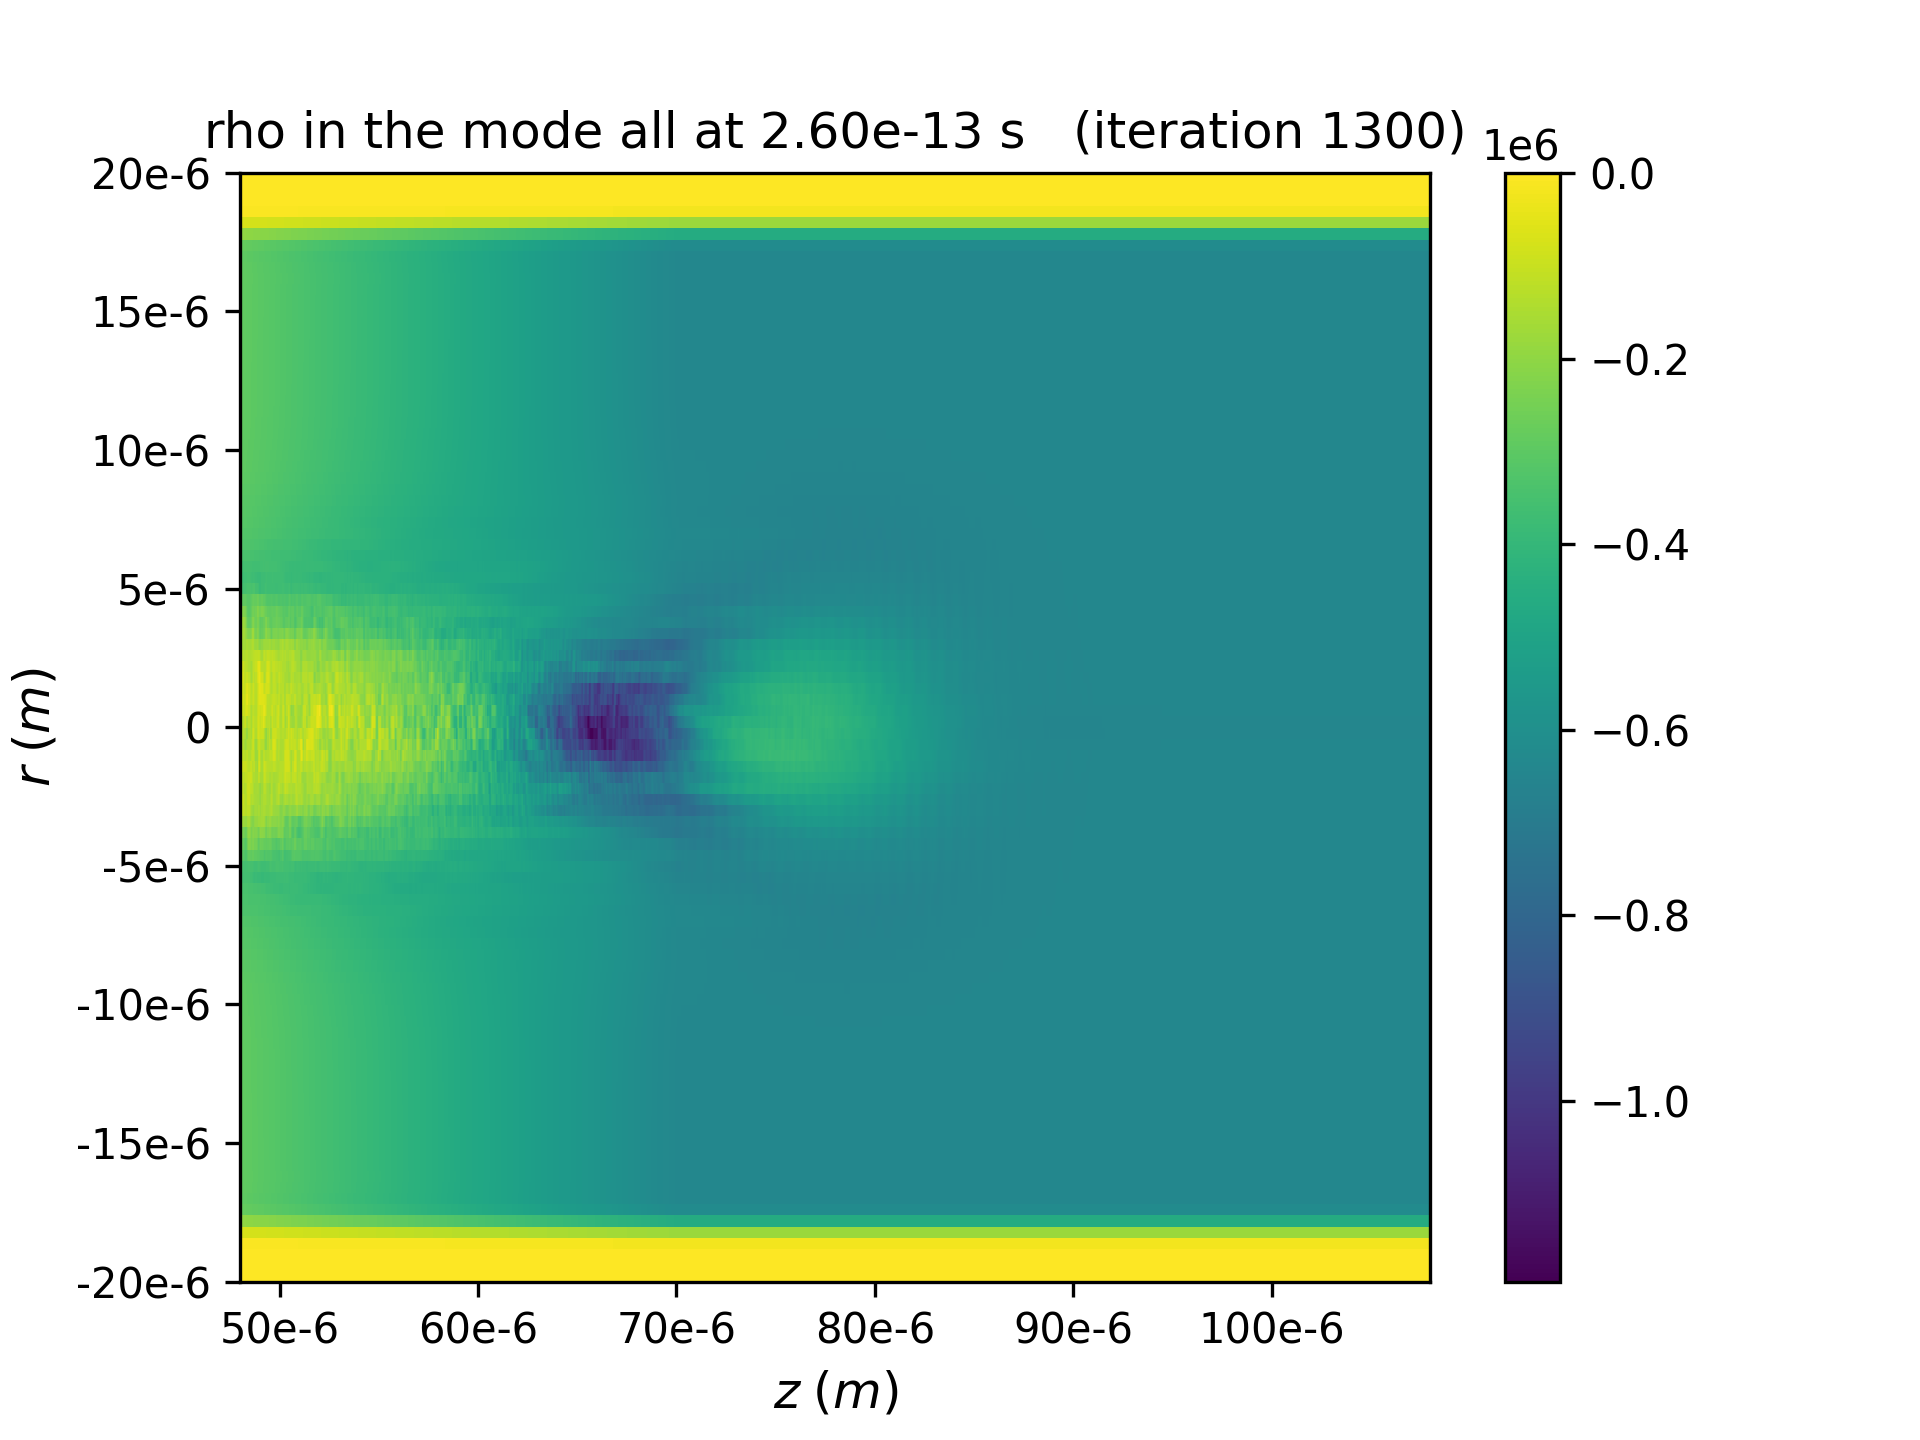 rho in the mode all at 2.60e-13 s   (iteration 1300)
1e6
20e-6
15e-6
10e-6
5e-6
0
-5e-6
-10e-6
-15e-6
-20e-6
r (m)
50e-6
60e-6
70e-6
80e-6
90e-6
100e-6
z (m)
0.0
−0.2
−0.4
−0.6
−0.8
−1.0